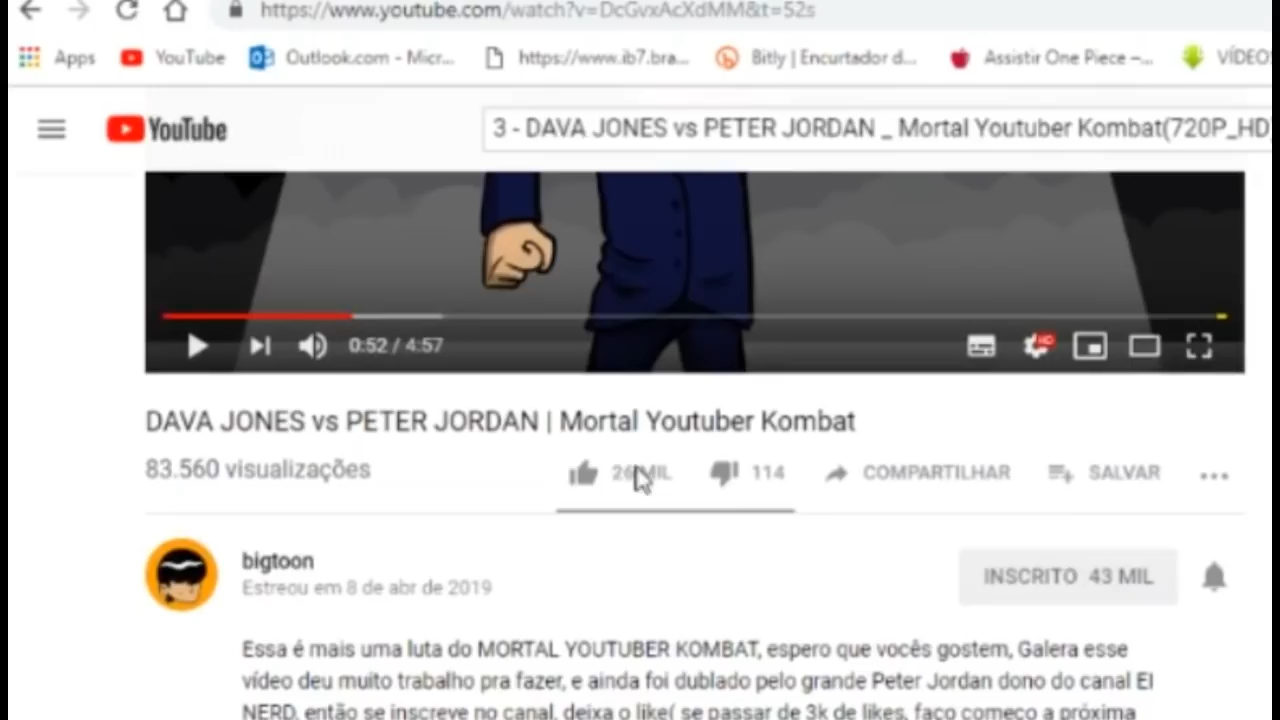 https://www.youtube.com/watch?v=DcGvxAcXdMM&t=52s
Apps YouTube Outlook.com - Micr... https://www.ib7.bra... Bitly | Encurtador d... Assistir One Piece –... VÍDEO
YouTube 3 - DAVA JONES vs PETER JORDAN _ Mortal Youtuber Kombat(720P_HD
HD
0:52 / 4:57
DAVA JONES vs PETER JORDAN | Mortal Youtuber Kombat
83.560 visualizações MIL 114 COMPARTILHAR SALVAR
bigtoon
INSCRITO 43 MIL
Estreou em 8 de abr de 2019
Essa é mais uma luta do MORTAL YOUTUBER KOMBAT, espero que vocês gostem, Galera esse
vídeo deu muito trabalho pra fazer, e ainda foi dublado pelo grande Peter Jordan dono do canal EI
NERD, então se inscreve no canal, deixa o like( se passar de 3k de likes, faço começo a próxima